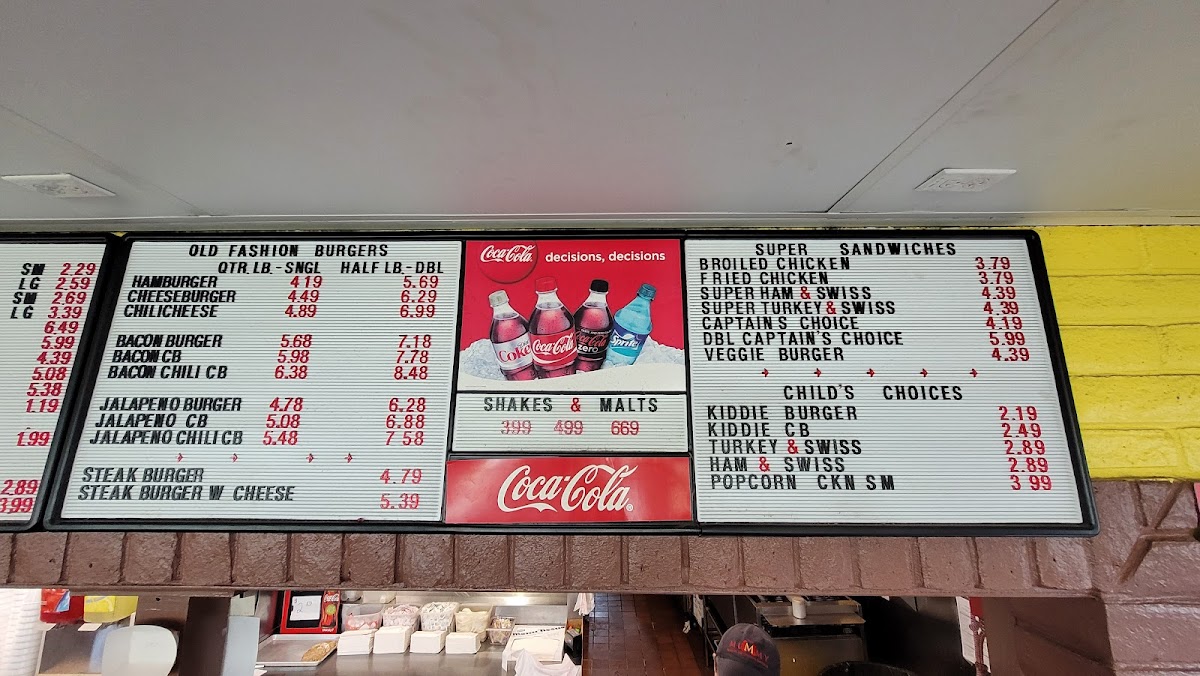 SM 2.29
LG 2.59
SM 2.69
LG 3.39
6.49
5.99
4.39
5.08
5.38
1.19
1.99
2.89
3.99
OLD FASHION BURGERS
QTR.LB.-SNGL HALF LB.-DBL
HAMBURGER 4 19 5.69
CHEESEBURGER 4.49 6.29
CHILICHEESE 4.89 6.99
BACON BURGER 5.68 7.18
BACON CB 5.98 7.78
BACON CHILI CB 6.38 8.48
JALAPENO BURGER 4.78 6.28
JALAPENO CB 5.08 6.88
JALAPENO CHILI CB 5.48 7 58
STEAK BURGER 4.79
STEAK BURGER W CHEESE 5.39
Coca-Cola decisions, decisions
Coke Coca-Cola Coca-Cola zero Sprite
SHAKES & MALTS
399 499 669
Coca-Cola
SUPER SANDWICHES
BROILED CHICKEN 3.79
FRIED CHICKEN 3.79
SUPER HAM & SWISS 4.39
SUPER TURKEY & SWISS 4.39
CAPTAIN'S CHOICE 4.19
DBL CAPTAIN'S CHOICE 5.99
VEGGIE BURGER 4.39
CHILD'S CHOICES
KIDDIE BURGER 2.19
KIDDIE CB 2.49
TURKEY & SWISS 2.89
HAM & SWISS 2.89
POPCORN CKN SM 3 99